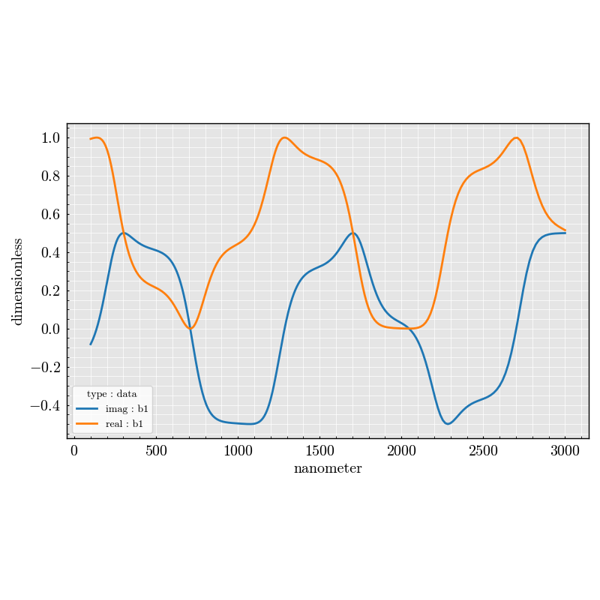 1.0
0.8
0.6
0.4
0.2
0.0
−0.2
−0.4
dimensionless
type : data
imag : b1
real : b1
0 500 1000 1500 2000 2500 3000
nanometer